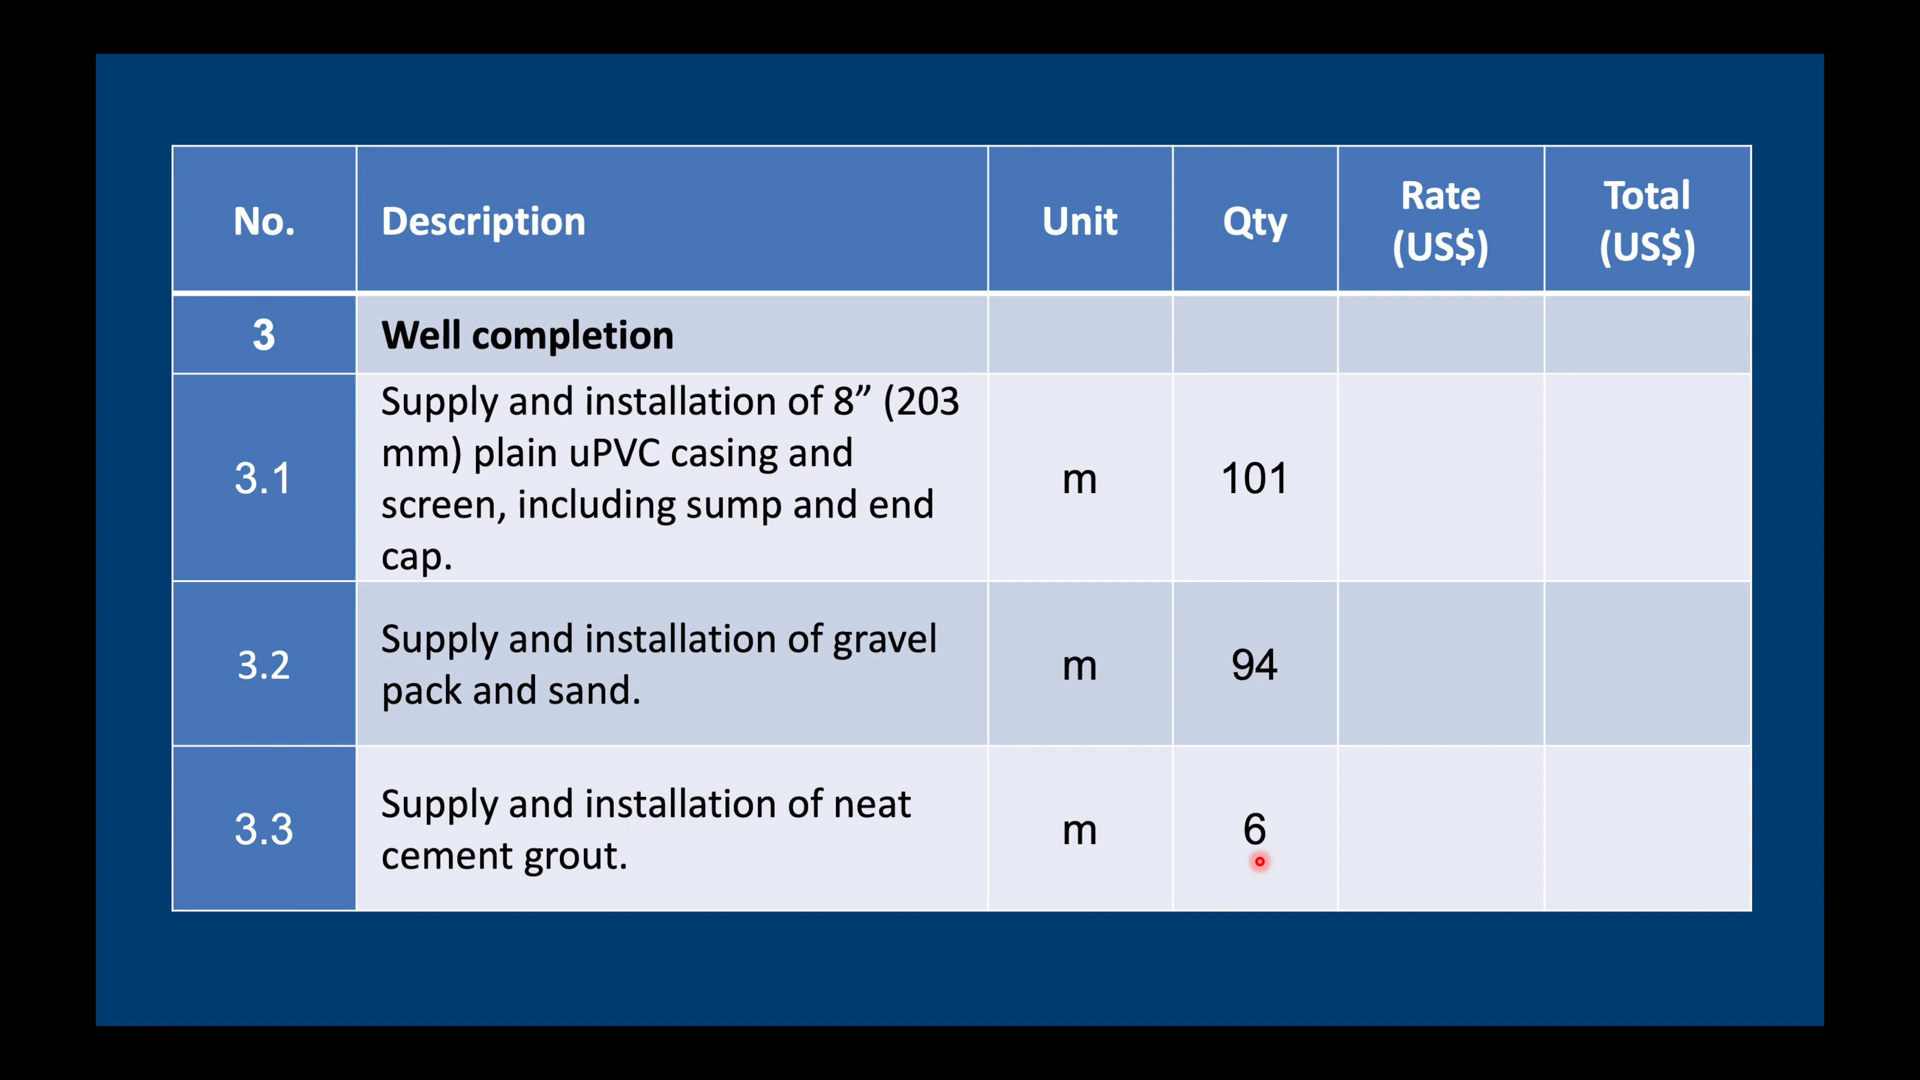 No. Description Unit Qty Rate (US$) Total (US$)
3 Well completion
3.1 Supply and installation of 8” (203
mm) plain uPVC casing and
screen, including sump and end
cap. m 101
3.2 Supply and installation of gravel
pack and sand. m 94
3.3 Supply and installation of neat
cement grout. m 6